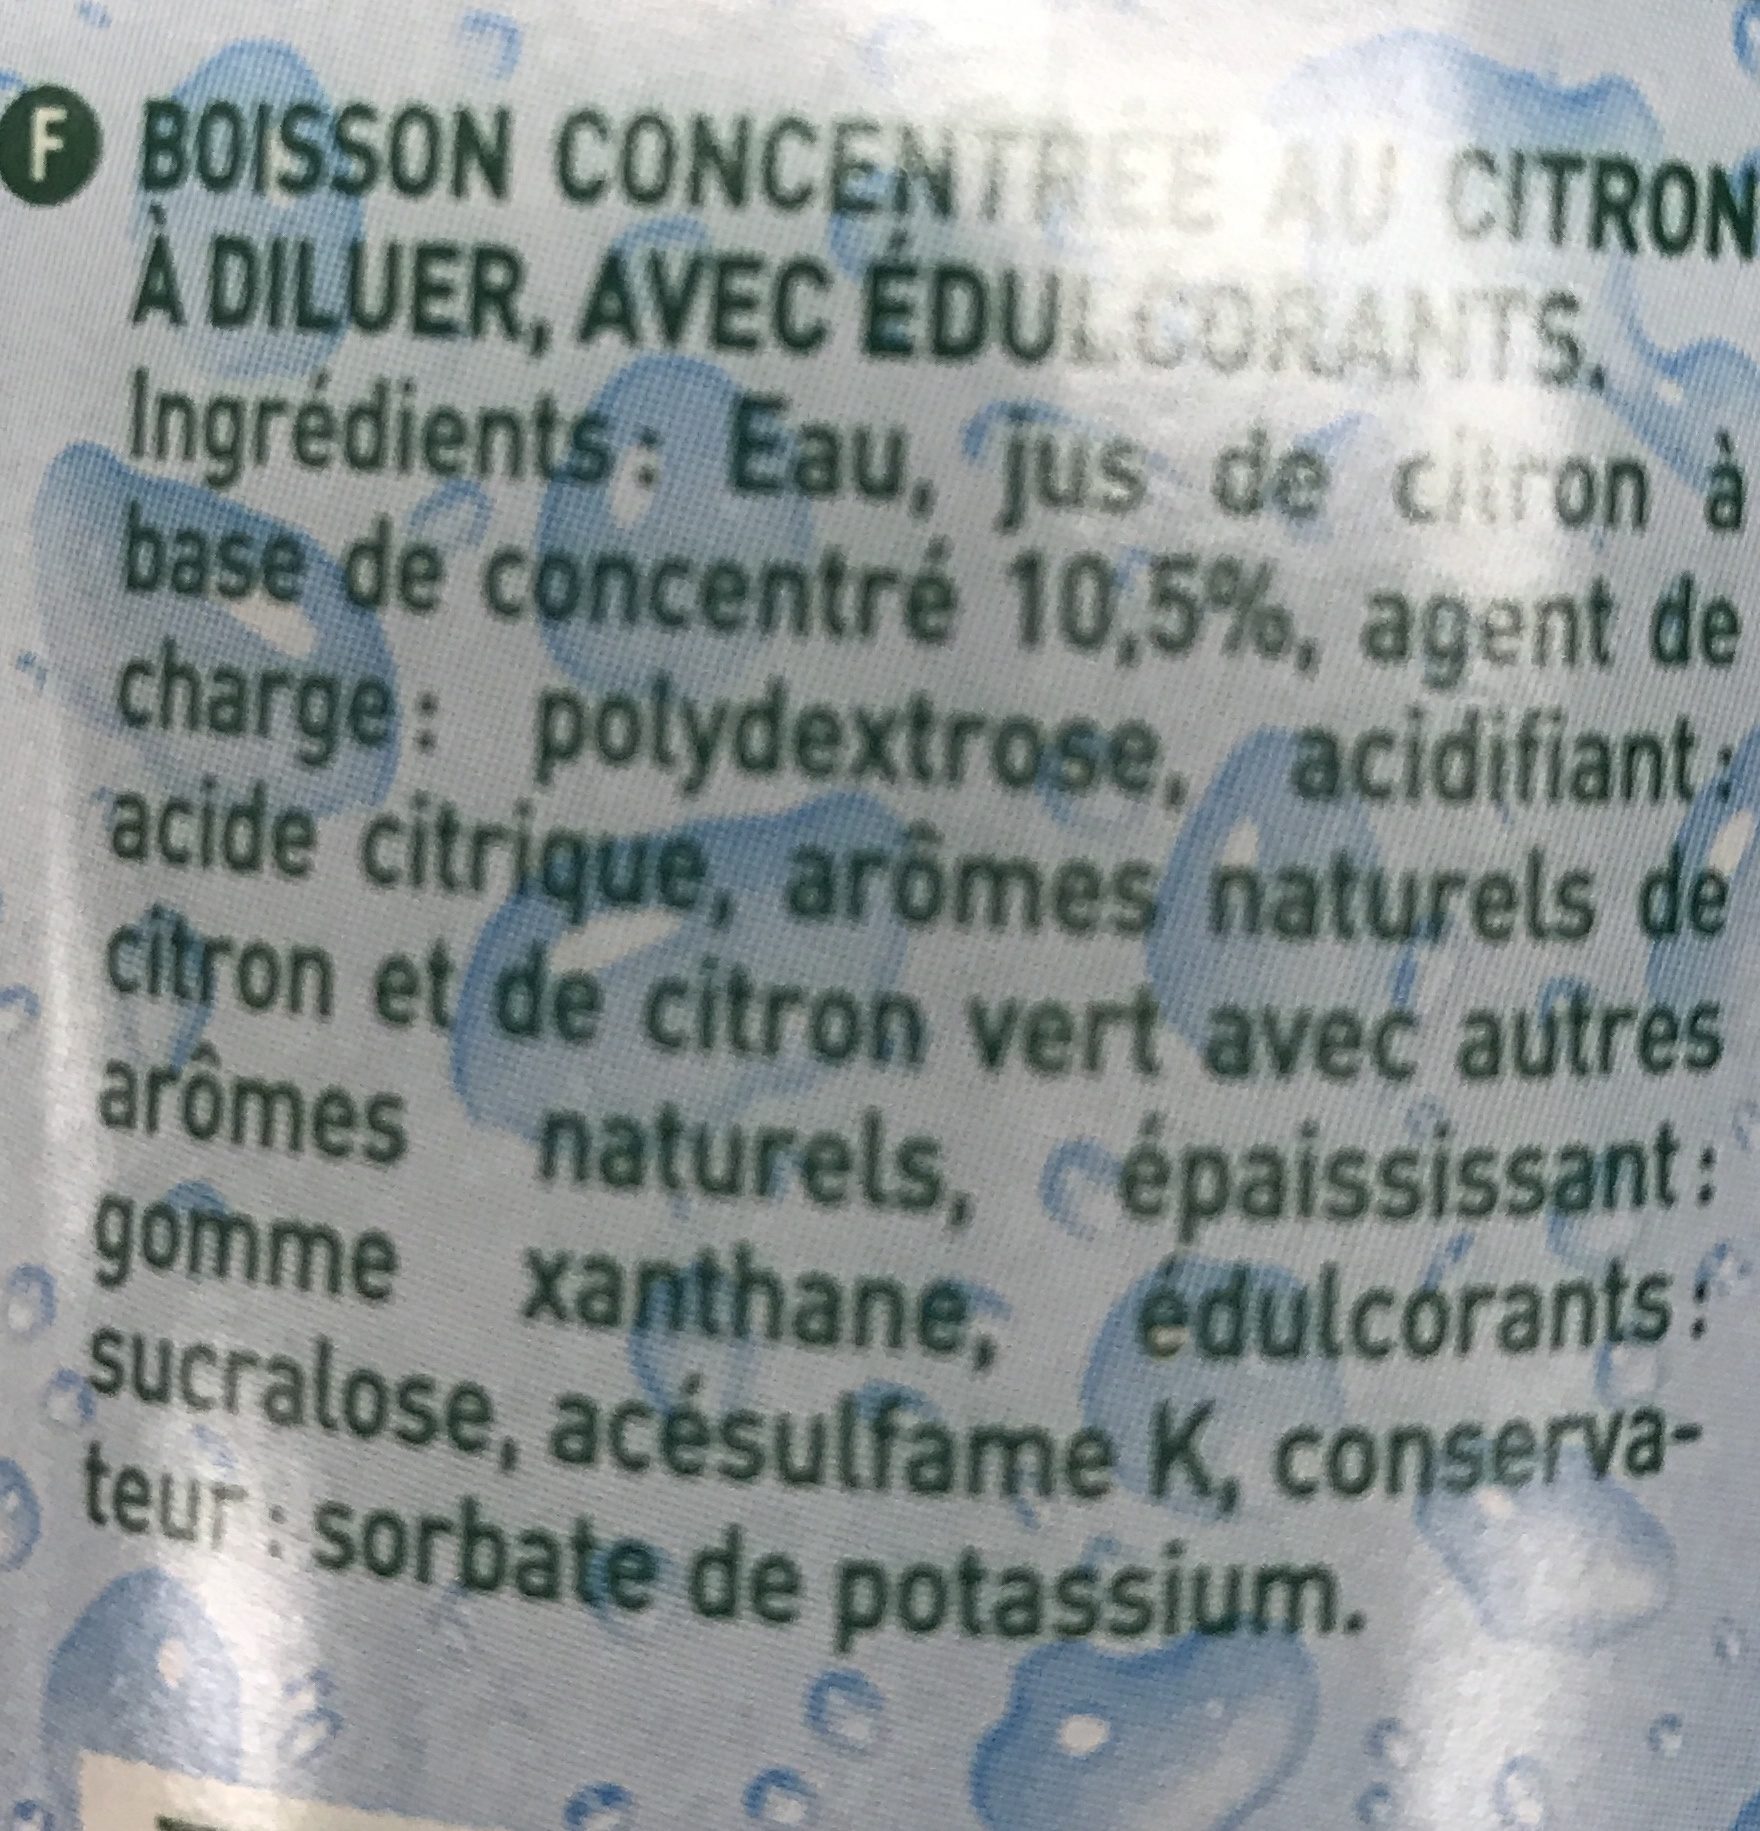 F BOISSON CONCENTRÉE AU CITRON
À DILUER, AVEC ÉDULCORANTS.
Ingrédients : Eau, jus de citron à
base de concentré 10,5%, agent de
charge : polydextrose, acidifiant :
acide citrique, arômes naturels de
citron et de citron vert avec autres
arômes naturels, épaississant :
gomme xanthane, édulcorants :
sucralose, acésulfame K, conserva-
teur : sorbate de potassium.